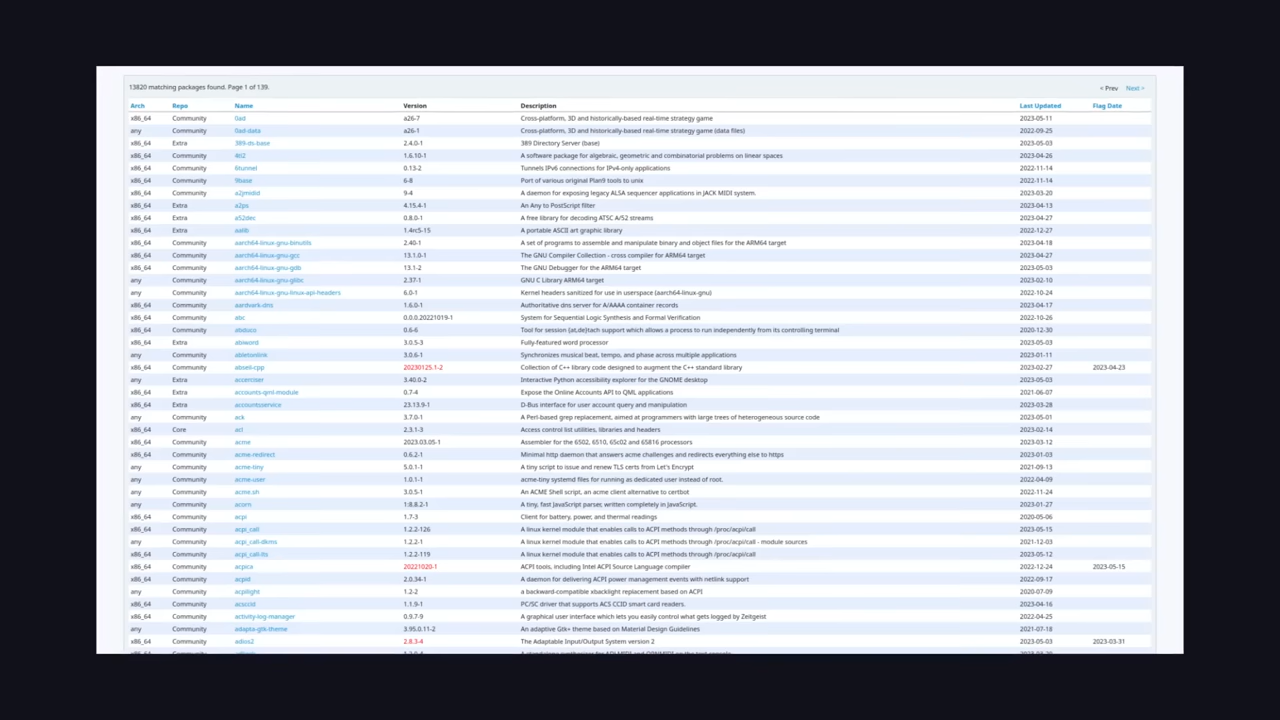 13820 matching packages found. Page 1 of 139.
< Prev Next >
Arch Repo Name Version Description Last Updated Flag Date
x86_64 Community 0ad a26-7 Cross-platform, 3D and historically-based real-time strategy game 2023-05-11
any Community 0ad-data a26-1 Cross-platform, 3D and historically-based real-time strategy game (data files) 2022-09-25
x86_64 Extra 389-ds-base 2.4.0-1 389 Directory Server (base) 2023-05-03
x86_64 Community 4ti2 1.6.10-1 A software package for algebraic, geometric and combinatorial problems on linear spaces 2023-04-26
x86_64 Community 6tunnel 0.13-2 Tunnels IPv6 connections for IPv4-only applications 2022-11-14
x86_64 Community 9base 6-8 Port of various original Plan9 tools to unix 2022-11-14
x86_64 Community a2jmidid 9-4 A daemon for exposing legacy ALSA sequencer applications in JACK MIDI system. 2023-03-20
x86_64 Extra a2ps 4.15.4-1 An Any to PostScript filter 2023-04-13
x86_64 Extra a52dec 0.8.0-1 A free library for decoding ATSC A/52 streams 2023-04-27
x86_64 Extra aalib 1.4rc5-15 A portable ASCII art graphic library 2022-12-27
x86_64 Community aarch64-linux-gnu-binutils 2.40-1 A set of programs to assemble and manipulate binary and object files for the ARM64 target 2023-04-18
x86_64 Community aarch64-linux-gnu-gcc 13.1.0-1 The GNU Compiler Collection - cross compiler for ARM64 target 2023-04-27
x86_64 Community aarch64-linux-gnu-gdb 13.1-2 The GNU Debugger for the ARM64 target 2023-05-03
any Community aarch64-linux-gnu-glibc 2.37-1 GNU C Library ARM64 target 2023-02-10
any Community aarch64-linux-gnu-linux-api-headers 6.0-1 Kernel headers sanitized for use in userspace (aarch64-linux-gnu) 2022-10-24
x86_64 Community aardvark-dns 1.6.0-1 Authoritative dns server for A/AAAA container records 2023-04-17
x86_64 Community abc 0.0.0.20221019-1 System for Sequential Logic Synthesis and Formal Verification 2022-10-26
x86_64 Community abduco 0.6-6 Tool for session {at,de}tach support which allows a process to run independently from its controlling terminal 2020-12-30
x86_64 Extra abiword 3.0.5-3 Fully-featured word processor 2023-05-03
any Community abletonlink 3.0.6-1 Synchronizes musical beat, tempo, and phase across multiple applications 2023-01-11
x86_64 Community abseil-cpp 20230125.1-2 Collection of C++ library code designed to augment the C++ standard library 2023-02-27 2023-04-23
any Extra accerciser 3.40.0-2 Interactive Python accessibility explorer for the GNOME desktop 2023-05-03
x86_64 Extra accounts-qml-module 0.7-4 Expose the Online Accounts API to QML applications 2021-06-07
x86_64 Extra accountsservice 23.13.9-1 D-Bus interface for user account query and manipulation 2023-03-28
any Community ack 3.7.0-1 A Perl-based grep replacement, aimed at programmers with large trees of heterogeneous source code 2023-05-01
x86_64 Core acl 2.3.1-3 Access control list utilities, libraries and headers 2023-02-14
x86_64 Community acme 2023.03.05-1 Assembler for the 6502, 6510, 65c02 and 65816 processors 2023-03-12
x86_64 Community acme-redirect 0.6.2-1 Minimal http daemon that answers acme challenges and redirects everything else to https 2023-01-03
any Community acme-tiny 5.0.1-1 A tiny script to issue and renew TLS certs from Let's Encrypt 2021-09-13
any Community acme-user 1.0.1-1 acme-tiny systemd files for running as dedicated user instead of root. 2022-04-09
any Community acme.sh 3.0.5-1 An ACME Shell script, an acme client alternative to certbot 2022-11-24
any Community acorn 1:8.8.2-1 A tiny, fast JavaScript parser, written completely in JavaScript. 2023-01-27
x86_64 Community acpi 1.7-3 Client for battery, power, and thermal readings 2020-05-06
x86_64 Community acpi_call 1.2.2-126 A linux kernel module that enables calls to ACPI methods through /proc/acpi/call 2023-05-15
any Community acpi_call-dkms 1.2.2-1 A linux kernel module that enables calls to ACPI methods through /proc/acpi/call - module sources 2021-12-03
x86_64 Community acpi_call-lts 1.2.2-119 A linux kernel module that enables calls to ACPI methods through /proc/acpi/call 2023-05-12
x86_64 Community acpica 20221020-1 ACPI tools, including Intel ACPI Source Language compiler 2022-12-24 2023-05-15
x86_64 Community acpid 2.0.34-1 A daemon for delivering ACPI power management events with netlink support 2022-09-17
any Community acpilight 1.2-2 a backward-compatible xbacklight replacement based on ACPI 2020-07-09
x86_64 Community acsccid 1.1.9-1 PC/SC driver that supports ACS CCID smart card readers. 2023-04-16
x86_64 Community activity-log-manager 0.9.7-9 A graphical user interface which lets you easily control what gets logged by Zeitgeist 2022-04-25
any Community adapta-gtk-theme 3.95.0.11-2 An adaptive Gtk+ theme based on Material Design Guidelines 2021-07-18
x86_64 Community adios2 2.8.3-4 The Adaptable Input/Output System version 2 2023-05-03 2023-03-31